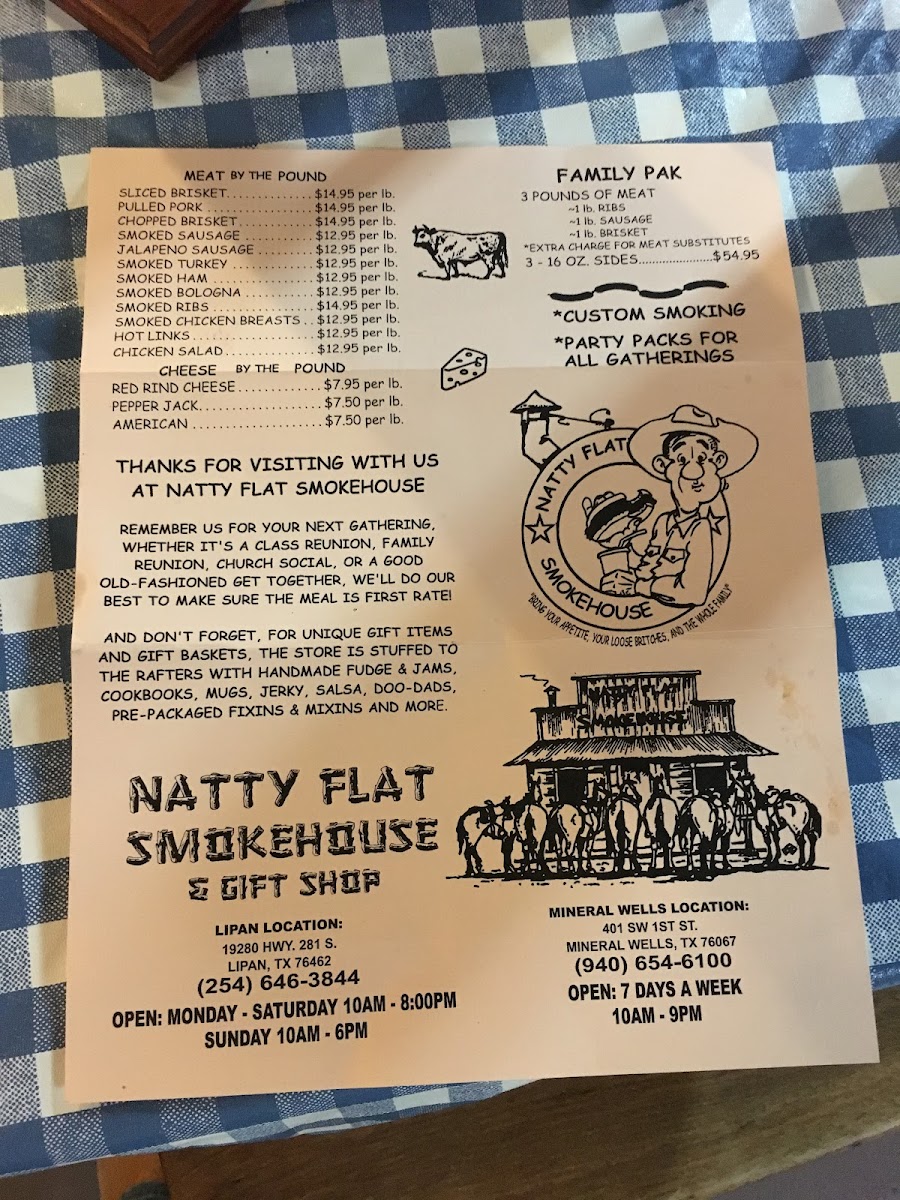 MEAT BY THE POUND
SLICED BRISKET..............$14.95 per lb.
PULLED PORK ................$14.95 per lb.
CHOPPED BRISKET............$14.95 per lb.
SMOKED SAUSAGE ...........$12.95 per lb.
JALAPENO SAUSAGE .........$12.95 per lb.
SMOKED TURKEY .............$12.95 per lb.
SMOKED HAM ................$12.95 per lb.
SMOKED BOLOGNA ...........$12.95 per lb.
SMOKED RIBS ................$14.95 per lb.
SMOKED CHICKEN BREASTS ..$12.95 per lb.
HOT LINKS...................$12.95 per lb.
CHICKEN SALAD..............$12.95 per lb.
CHEESE BY THE POUND
RED RIND CHEESE.............$7.95 per lb.
PEPPER JACK...................$7.50 per lb.
AMERICAN ....................$7.50 per lb.
THANKS FOR VISITING WITH US
AT NATTY FLAT SMOKEHOUSE
REMEMBER US FOR YOUR NEXT GATHERING,
WHETHER IT'S A CLASS REUNION, FAMILY
REUNION, CHURCH SOCIAL, OR A GOOD
OLD-FASHIONED GET TOGETHER, WE'LL DO OUR
BEST TO MAKE SURE THE MEAL IS FIRST RATE!
AND DON'T FORGET, FOR UNIQUE GIFT ITEMS
AND GIFT BASKETS, THE STORE IS STUFFED TO
THE RAFTERS WITH HANDMADE FUDGE & JAMS,
COOKBOOKS, MUGS, JERKY, SALSA, DOO-DADS,
PRE-PACKAGED FIXINS & MIXINS AND MORE.
NATTY FLAT
SMOKEHOUSE
& GIFT SHOP
LIPAN LOCATION:
19280 HWY. 281 S.
LIPAN, TX 76462
(254) 646-3844
OPEN: MONDAY - SATURDAY 10AM - 8:00PM
SUNDAY 10AM - 6PM
FAMILY PAK
3 POUNDS OF MEAT
~1 lb. RIBS
~1 lb. SAUSAGE
~1 lb. BRISKET
*EXTRA CHARGE FOR MEAT SUBSTITUTES
3 - 16 OZ. SIDES.......................$54.95
*CUSTOM SMOKING
*PARTY PACKS FOR
ALL GATHERINGS
NATTY FLAT
SMOKEHOUSE
"BRING YOUR APPETITE, YOUR LOOSE BRITCHES, AND THE WHOLE FAMILY"
NATTY FLAT
SMOKEHOUSE
MINERAL WELLS LOCATION:
401 SW 1ST ST.
MINERAL WELLS, TX 76067
(940) 654-6100
OPEN: 7 DAYS A WEEK
10AM - 9PM